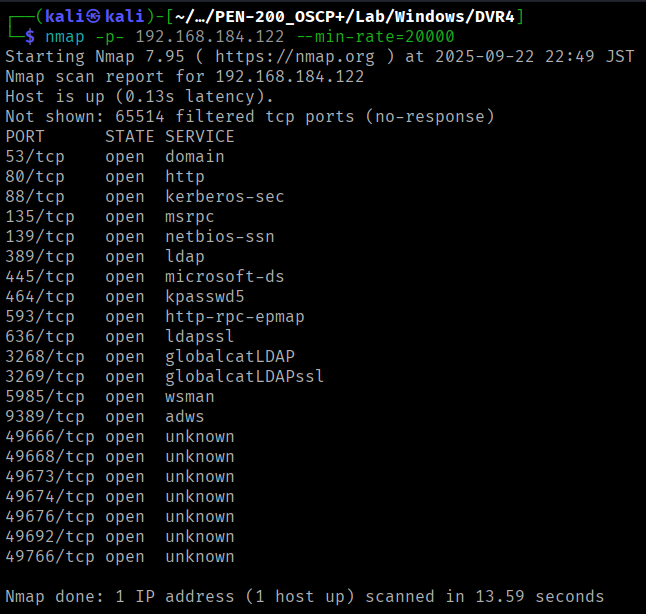 ┌──(kali㉿kali)-[~/…/PEN-200_OSCP+/Lab/Windows/DVR4]
└─$ nmap -p- 192.168.184.122 --min-rate=20000
Starting Nmap 7.95 ( https://nmap.org ) at 2025-09-22 22:49 JST
Nmap scan report for 192.168.184.122
Host is up (0.13s latency).
Not shown: 65514 filtered tcp ports (no-response)
PORT      STATE SERVICE
53/tcp    open  domain
80/tcp    open  http
88/tcp    open  kerberos-sec
135/tcp   open  msrpc
139/tcp   open  netbios-ssn
389/tcp   open  ldap
445/tcp   open  microsoft-ds
464/tcp   open  kpasswd5
593/tcp   open  http-rpc-epmap
636/tcp   open  ldapssl
3268/tcp  open  globalcatLDAP
3269/tcp  open  globalcatLDAPssl
5985/tcp  open  wsman
9389/tcp  open  adws
49666/tcp open  unknown
49668/tcp open  unknown
49673/tcp open  unknown
49674/tcp open  unknown
49676/tcp open  unknown
49692/tcp open  unknown
49766/tcp open  unknown
Nmap done: 1 IP address (1 host up) scanned in 13.59 seconds